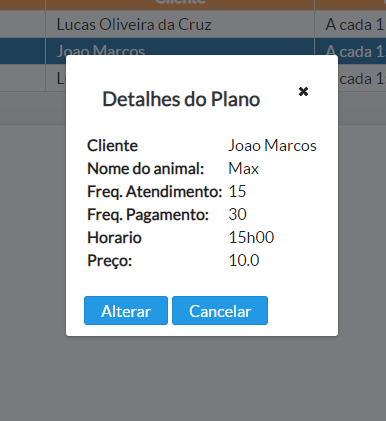 Cliente
Lucas Oliveira da Cruz A cada 1
Joao Marcos A cada 1
L cada 1
Detalhes do Plano ✖
Cliente Joao Marcos
Nome do animal: Max
Freq. Atendimento: 15
Freq. Pagamento: 30
Horario 15h00
Preço: 10.0
Alterar Cancelar